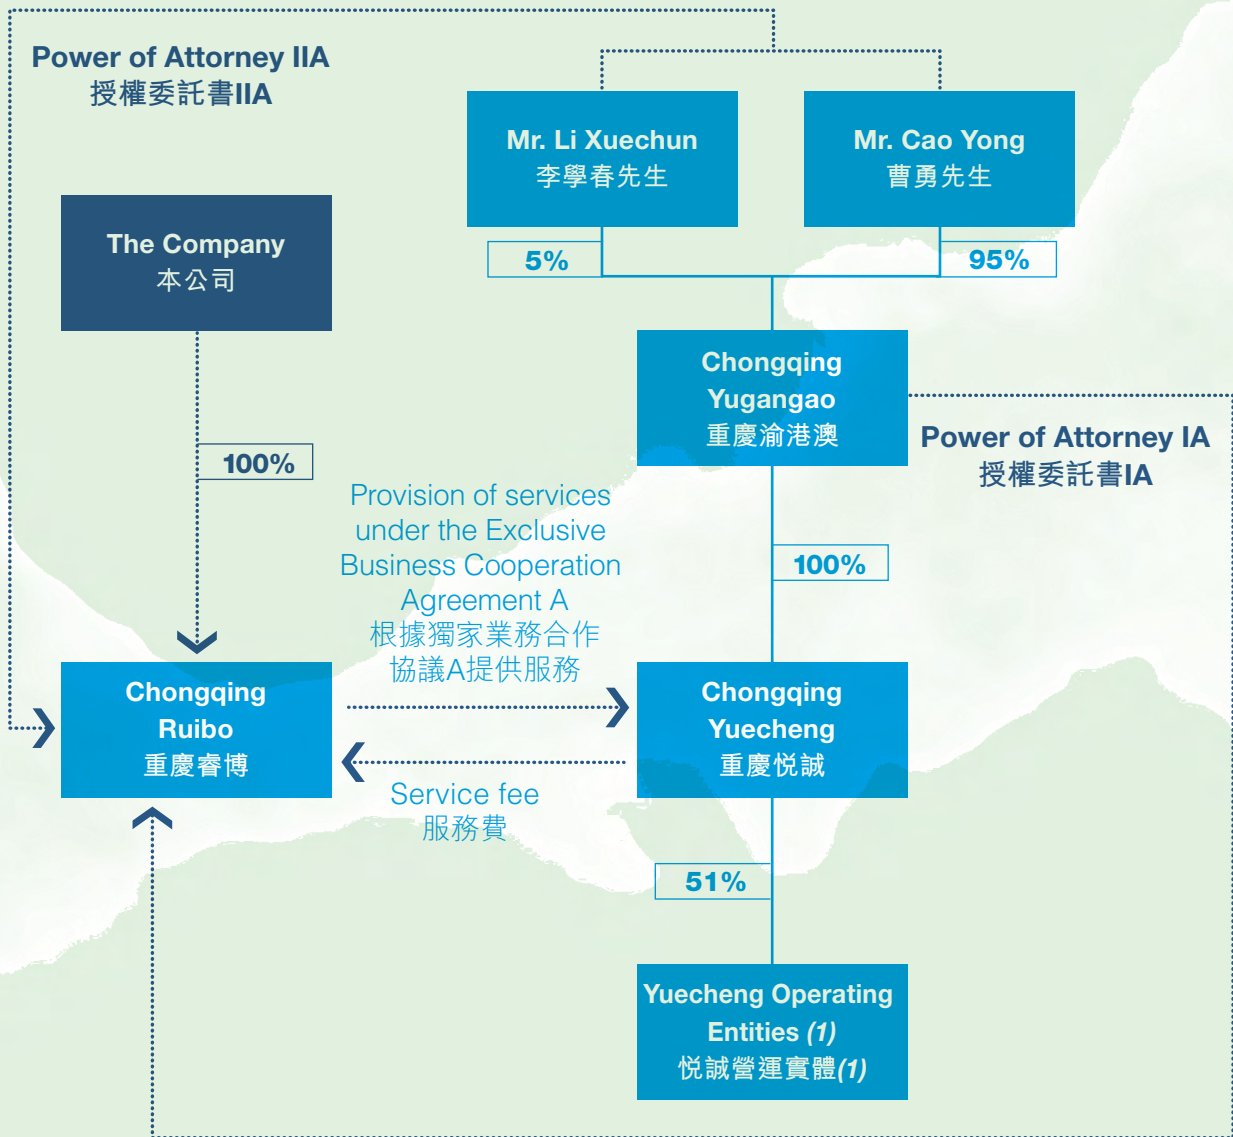 Power of Attorney IIA
授權委託書IIA
Mr. Li Xuechun
李學春先生
Mr. Cao Yong
曹勇先生
The Company
本公司
5%
95%
Chongqing
Yugangao
重慶渝港澳
Power of Attorney IA
授權委託書IA
100%
Provision of services
under the Exclusive
Business Cooperation
Agreement A
根據獨家業務合作
協議A提供服務
100%
Chongqing
Ruibo
重慶睿博
Chongqing
Yuecheng
重慶悦誠
Service fee
服務費
51%
Yuecheng Operating
Entities (1)
悦誠營運實體(1)